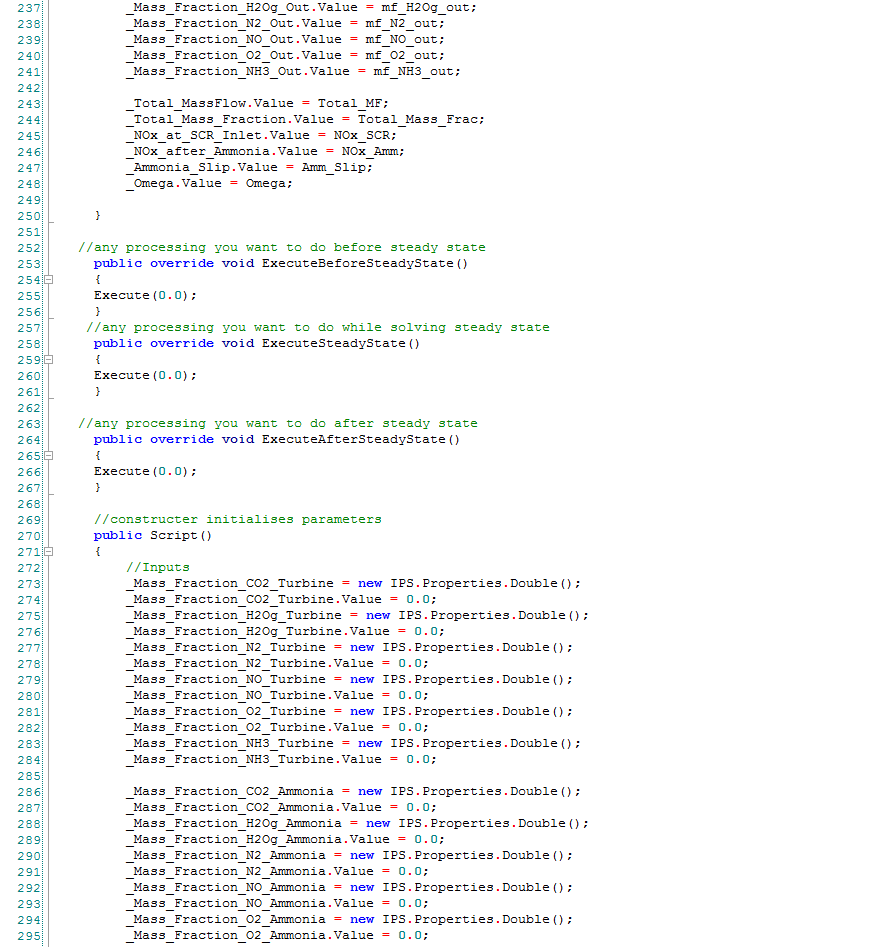 237 _Mass_Fraction_H2Og_Out.Value = mf_H2Og_out;
238 _Mass_Fraction_N2_Out.Value = mf_N2_out;
239 _Mass_Fraction_NO_Out.Value = mf_NO_out;
240 _Mass_Fraction_O2_Out.Value = mf_O2_out;
241 _Mass_Fraction_NH3_Out.Value = mf_NH3_out;
242
243 _Total_MassFlow.Value = Total_MF;
244 _Total_Mass_Fraction.Value = Total_Mass_Frac;
245 _NOx_at_SCR_Inlet.Value = NOx_SCR;
246 _NOx_after_Ammonia.Value = NOx_Amm;
247 _Ammonia_Slip.Value = Amm_Slip;
248 _Omega.Value = Omega;
249
250 }
251
252 //any processing you want to do before steady state
253 public override void ExecuteBeforeSteadyState()
254 {
255 Execute(0.0);
256 }
257 //any processing you want to do while solving steady state
258 public override void ExecuteSteadyState()
259 {
260 Execute(0.0);
261 }
262
263 //any processing you want to do after steady state
264 public override void ExecuteAfterSteadyState()
265 {
266 Execute(0.0);
267 }
268
269 //constructer initialises parameters
270 public Script()
271 {
272 //Inputs
273 _Mass_Fraction_CO2_Turbine = new IPS.Properties.Double();
274 _Mass_Fraction_CO2_Turbine.Value = 0.0;
275 _Mass_Fraction_H2Og_Turbine = new IPS.Properties.Double();
276 _Mass_Fraction_H2Og_Turbine.Value = 0.0;
277 _Mass_Fraction_N2_Turbine = new IPS.Properties.Double();
278 _Mass_Fraction_N2_Turbine.Value = 0.0;
279 _Mass_Fraction_NO_Turbine = new IPS.Properties.Double();
280 _Mass_Fraction_NO_Turbine.Value = 0.0;
281 _Mass_Fraction_O2_Turbine = new IPS.Properties.Double();
282 _Mass_Fraction_O2_Turbine.Value = 0.0;
283 _Mass_Fraction_NH3_Turbine = new IPS.Properties.Double();
284 _Mass_Fraction_NH3_Turbine.Value = 0.0;
285
286 _Mass_Fraction_CO2_Ammonia = new IPS.Properties.Double();
287 _Mass_Fraction_CO2_Ammonia.Value = 0.0;
288 _Mass_Fraction_H2Og_Ammonia = new IPS.Properties.Double();
289 _Mass_Fraction_H2Og_Ammonia.Value = 0.0;
290 _Mass_Fraction_N2_Ammonia = new IPS.Properties.Double();
291 _Mass_Fraction_N2_Ammonia.Value = 0.0;
292 _Mass_Fraction_NO_Ammonia = new IPS.Properties.Double();
293 _Mass_Fraction_NO_Ammonia.Value = 0.0;
294 _Mass_Fraction_O2_Ammonia = new IPS.Properties.Double();
295 _Mass_Fraction_O2_Ammonia.Value = 0.0;